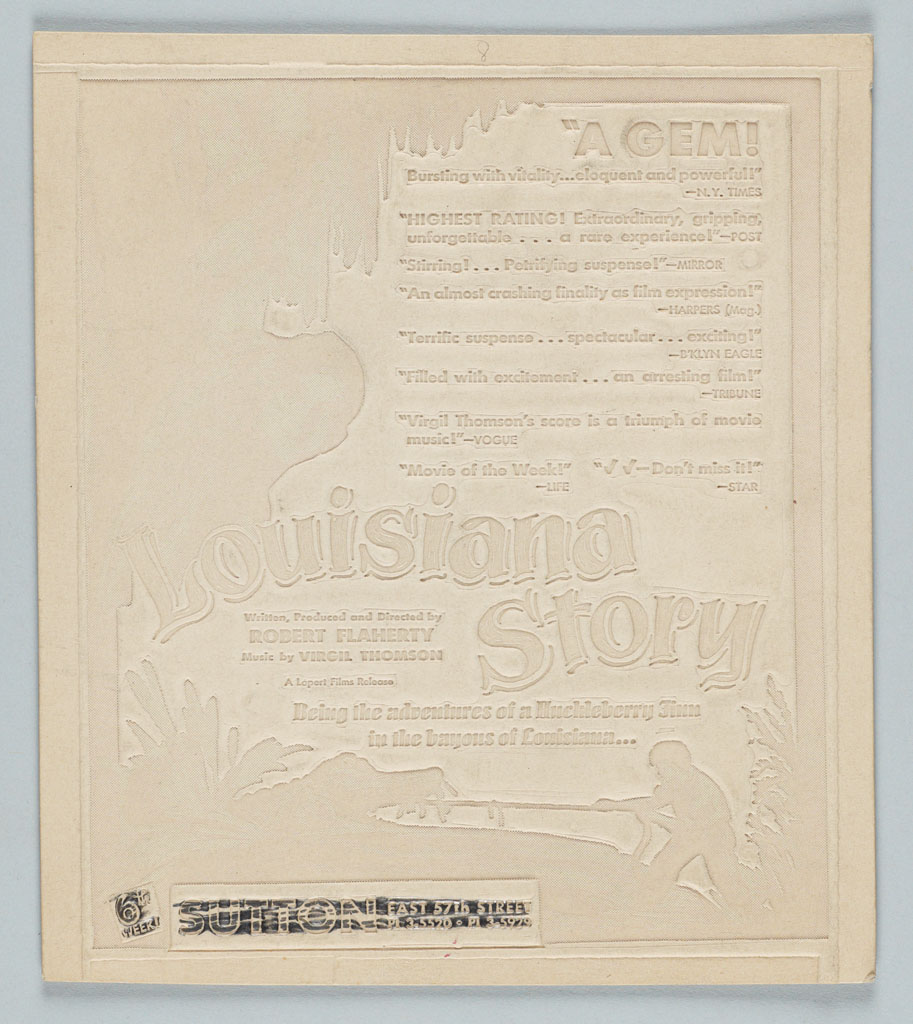 8
"A GEM!
"Bursting with vitality...eloquent and powerful!"
—N.Y. TIMES
"HIGHEST RATING! Extraordinary, gripping,
unforgettable . . . a rare experience!"—POST
"Stirring! . . . Petrifying suspense!"—MIRROR
"An almost crashing finality as film expression!"
—HARPERS (Mag.)
"Terrific suspense . . . spectacular . . . exciting!"
—B'KLYN EAGLE
"Filled with excitement . . . an arresting film!"
—TRIBUNE
"Virgil Thomson's score is a triumph of movie
music!"—VOGUE
"Movie of the Week!"
—LIFE
"√ √—Don't miss it!"
—STAR
Louisiana
Story
Written, Produced and Directed by
ROBERT FLAHERTY
Music by VIRGIL THOMSON
A Lopert Films Release
Being the adventures of a Huckleberry Finn
in the bayous of Louisiana...
6th
WEEK!
SUTTON
EAST 57th STREET
PL 3-5520 • PL 3-5929